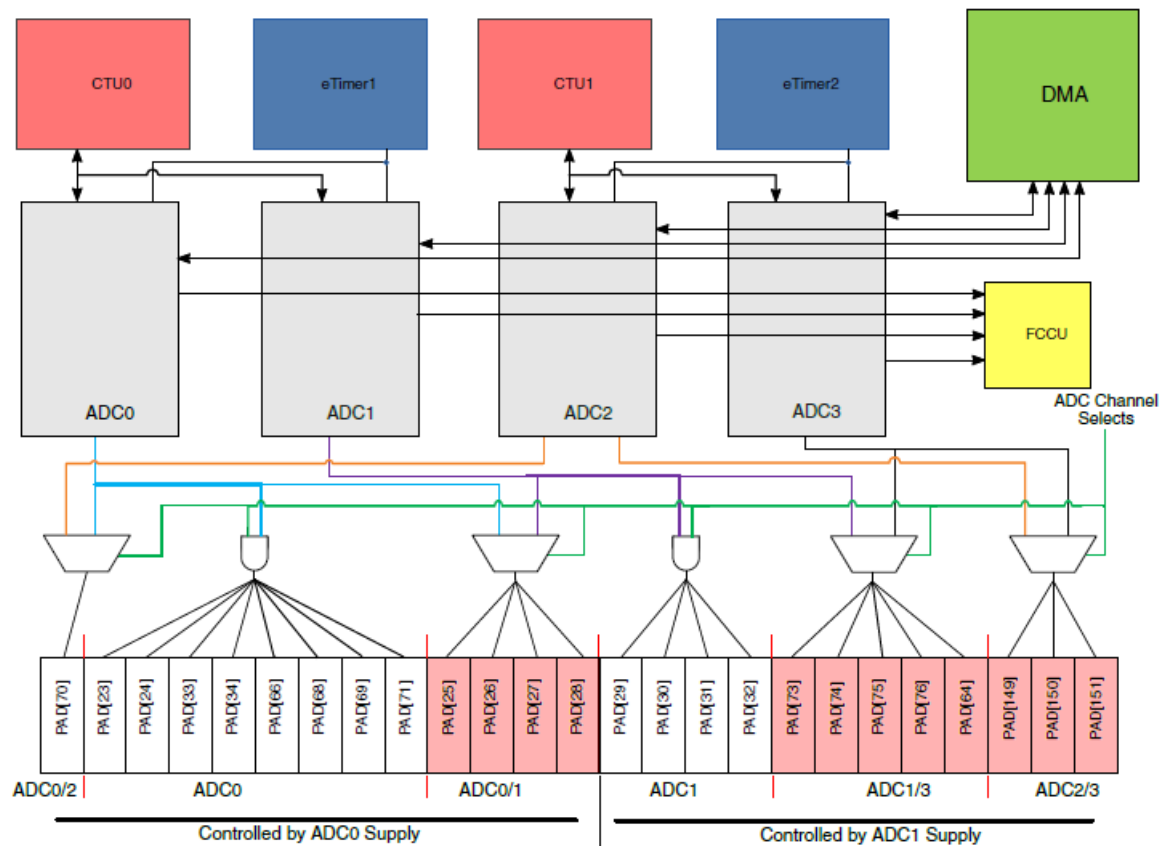 CTU0
eTimer1
CTU1
eTimer2
DMA
FCCU
ADC Channel
Selects
ADC0
ADC1
ADC2
ADC3
PAD[70]
PAD[23]
PAD[24]
PAD[33]
PAD[34]
PAD[66]
PAD[68]
PAD[69]
PAD[71]
PAD[25]
PAD[26]
PAD[27]
PAD[28]
PAD[29]
PAD[30]
PAD[31]
PAD[32]
PAD[73]
PAD[74]
PAD[75]
PAD[76]
PAD[64]
PAD[149]
PAD[150]
PAD[151]
ADC0/2
ADC0
ADC0/1
ADC1
ADC1/3
ADC2/3
Controlled by ADC0 Supply
Controlled by ADC1 Supply